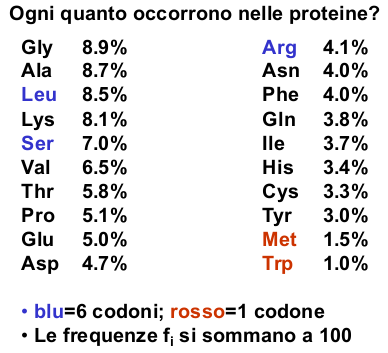 Ogni quanto occorrono nelle proteine?
Gly 8.9% Arg 4.1%
Ala 8.7% Asn 4.0%
Leu 8.5% Phe 4.0%
Lys 8.1% Gln 3.8%
Ser 7.0% Ile 3.7%
Val 6.5% His 3.4%
Thr 5.8% Cys 3.3%
Pro 5.1% Tyr 3.0%
Glu 5.0% Met 1.5%
Asp 4.7% Trp 1.0%
• blu=6 codoni; rosso=1 codone
• Le frequenze fi si sommano a 100